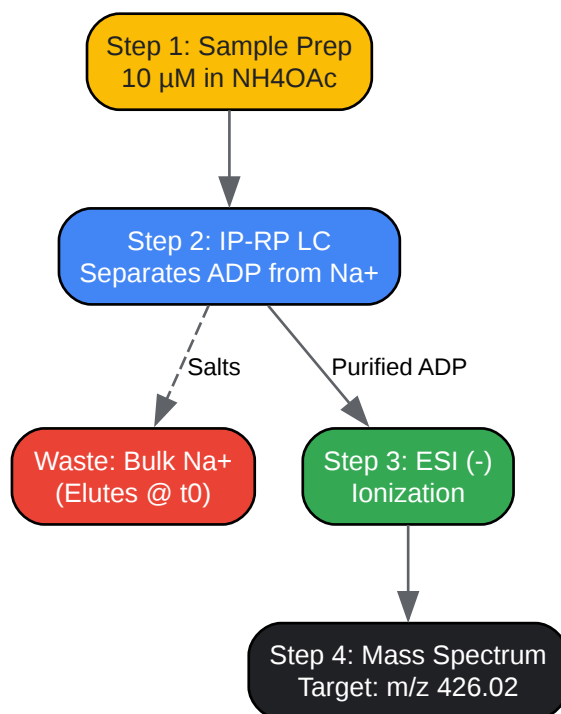 Step 1: Sample Prep
10 µM in NH4OAc
Step 2: IP-RP LC
Separates ADP from Na+
Salts
Purified ADP
Waste: Bulk Na+
(Elutes @ t0)
Step 3: ESI (-)
Ionization
Step 4: Mass Spectrum
Target: m/z 426.02